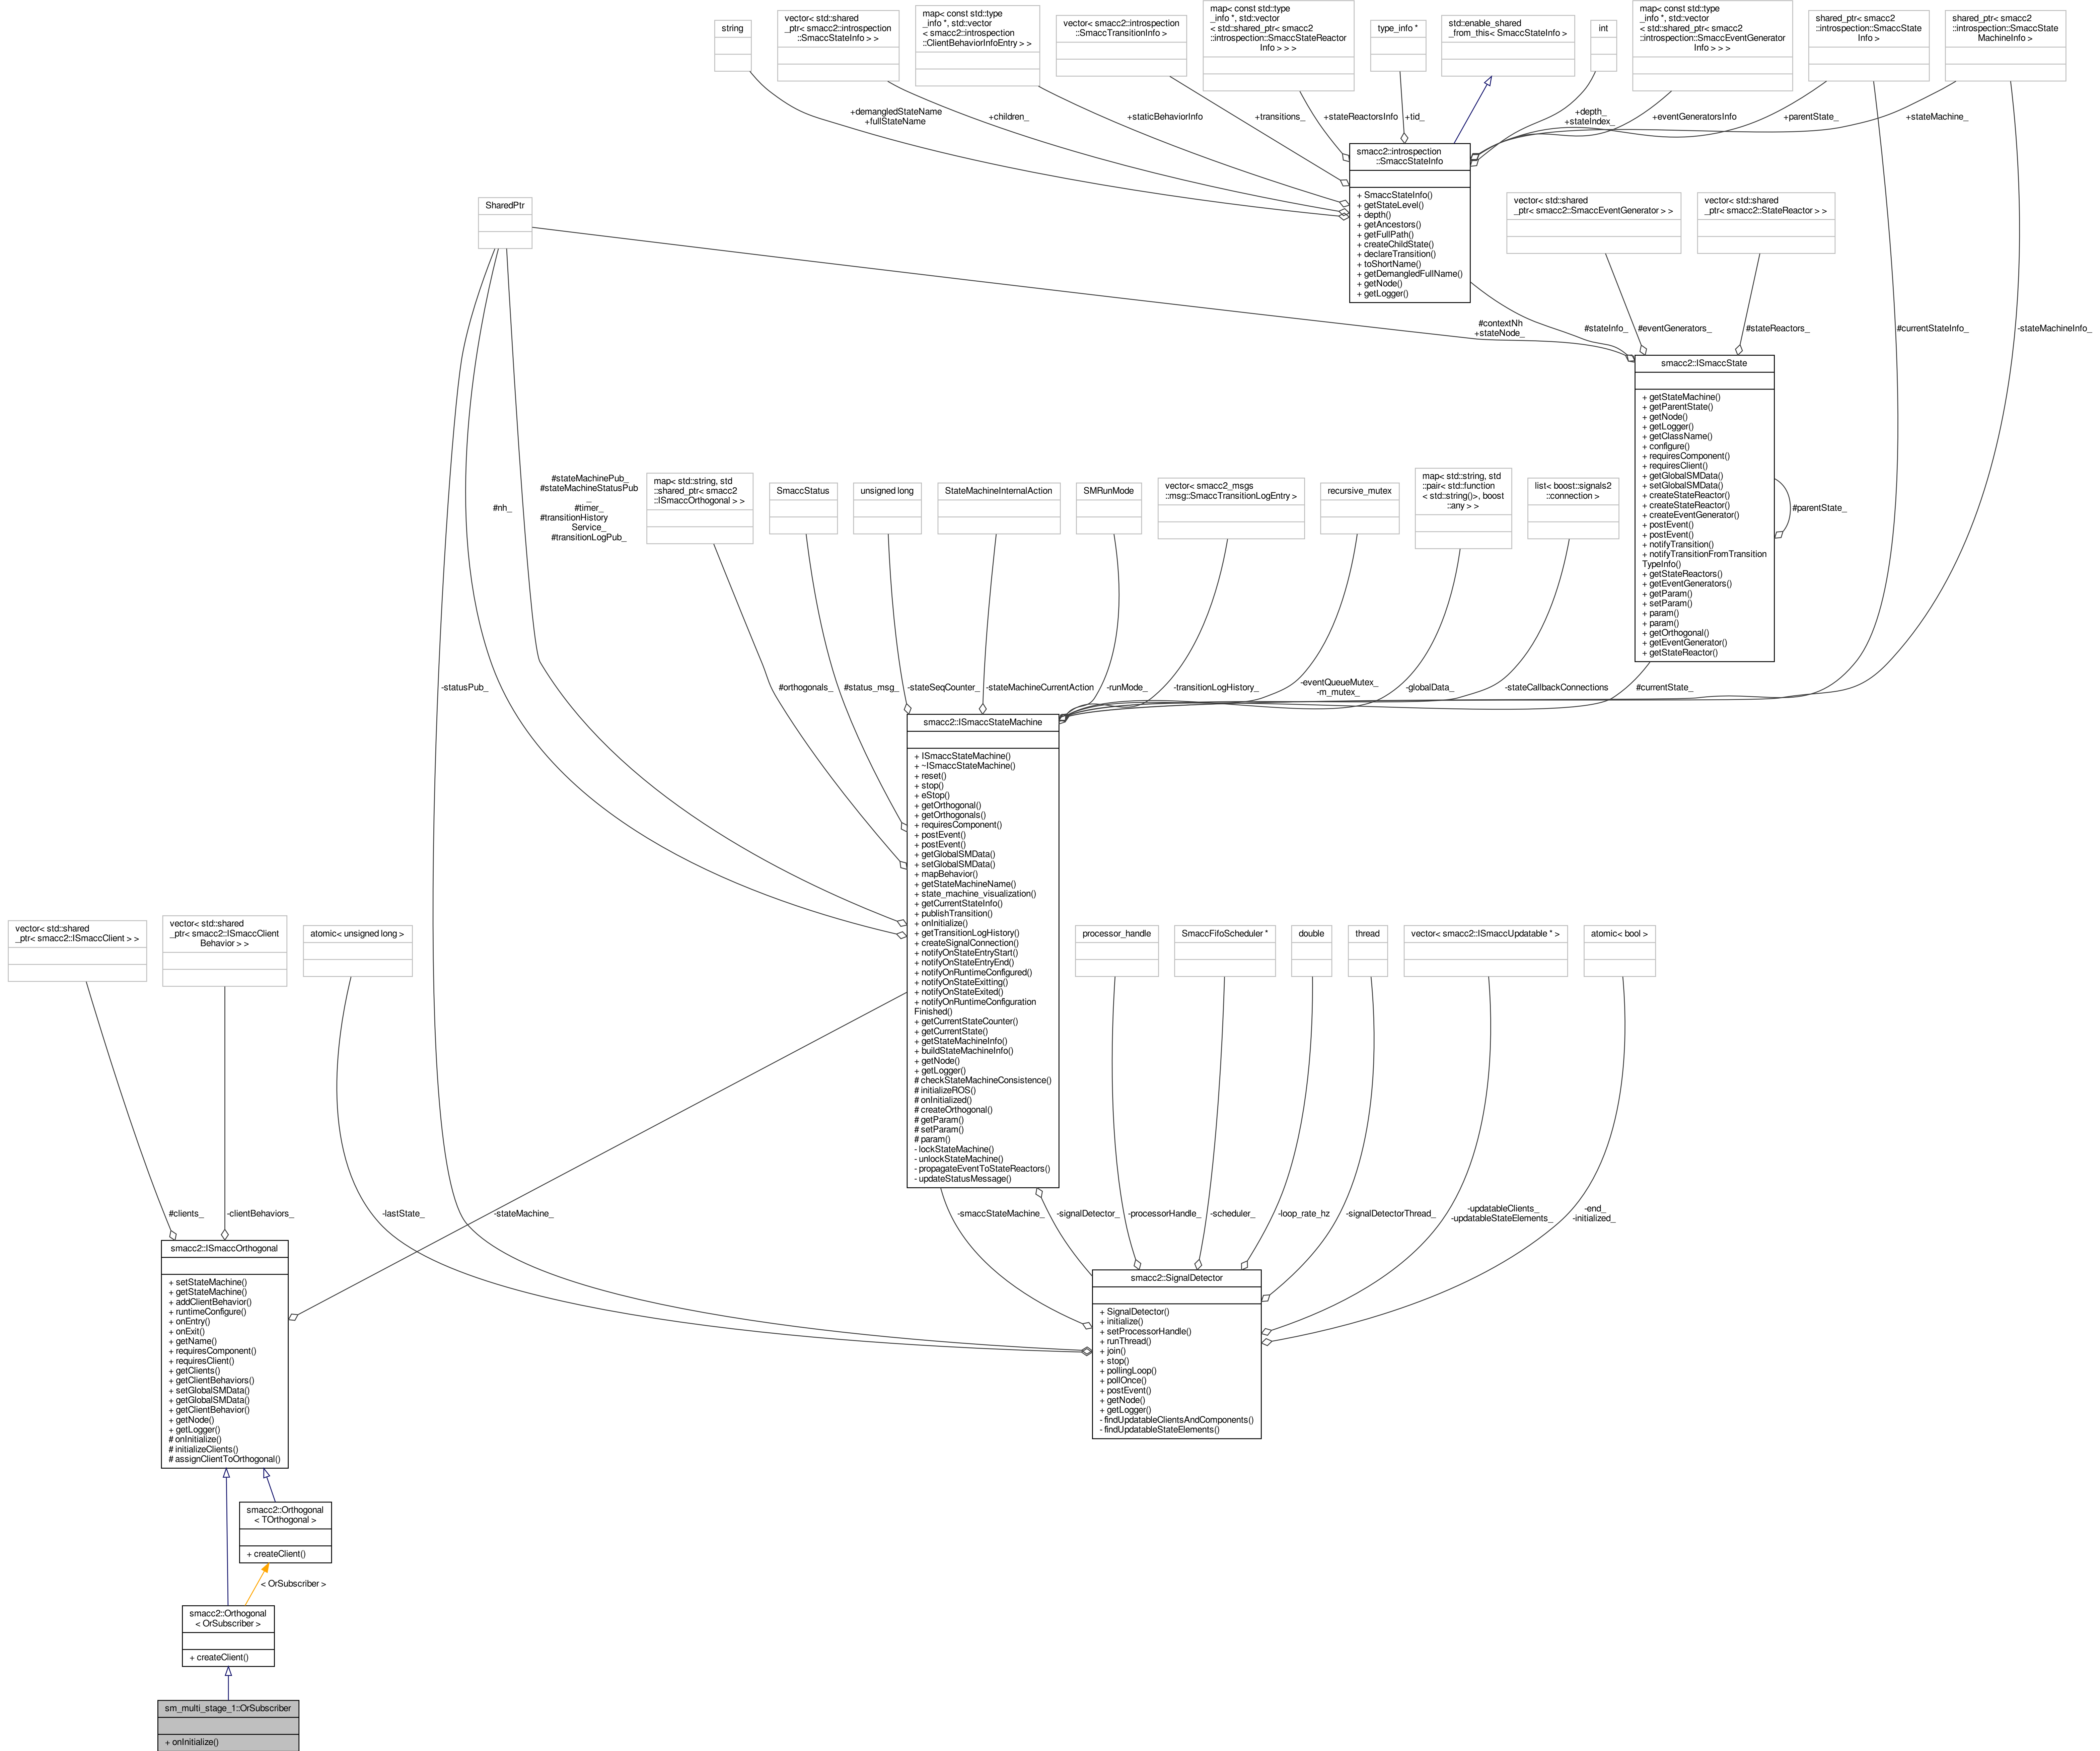 string
vector< std::shared
_ptr< smacc2::introspection
::SmaccStateInfo > >
map< const std::type
_info *, std::vector
< smacc2::introspection
::ClientBehaviorInfoEntry > >
vector< smacc2::introspection
::SmaccTransitionInfo >
map< const std::type
_info *, std::vector
< std::shared_ptr< smacc2
::introspection::SmaccStateReactor
Info > > >
type_info *
std::enable_shared
_from_this< SmaccStateInfo >
int
map< const std::type
_info *, std::vector
< std::shared_ptr< smacc2
::introspection::SmaccEventGenerator
Info > > >
shared_ptr< smacc2
::introspection::SmaccState
Info >
shared_ptr< smacc2
::introspection::SmaccState
MachineInfo >
+demangledStateName
+fullStateName
+children_
+staticBehaviorInfo
+transitions_
+stateReactorsInfo
+tid_
+depth_
+stateIndex_
+eventGeneratorsInfo
+parentState_
+stateMachine_
smacc2::introspection
::SmaccStateInfo
+ SmaccStateInfo()
+ getStateLevel()
+ depth()
+ getAncestors()
+ getFullPath()
+ createChildState()
+ declareTransition()
+ toShortName()
+ getDemangledFullName()
+ getNode()
+ getLogger()
SharedPtr
vector< std::shared
_ptr< smacc2::SmaccEventGenerator > >
vector< std::shared
_ptr< smacc2::StateReactor > >
#contextNh
+stateNode_
#stateInfo_
#eventGenerators_
#stateReactors_
#currentStateInfo_
-stateMachineInfo_
smacc2::ISmaccState
+ getStateMachine()
+ getParentState()
+ getNode()
+ getLogger()
+ getClassName()
+ configure()
+ requiresComponent()
+ requiresClient()
+ getGlobalSMData()
+ setGlobalSMData()
+ createStateReactor()
+ createStateReactor()
+ createEventGenerator()
+ postEvent()
+ postEvent()
+ notifyTransition()
+ notifyTransitionFromTransition
TypeInfo()
+ getStateReactors()
+ getEventGenerators()
+ getParam()
+ setParam()
+ param()
+ param()
+ getOrthogonal()
+ getEventGenerator()
+ getStateReactor()
#parentState_
#nh_
#stateMachinePub_
#stateMachineStatusPub
_
#timer_
#transitionHistory
Service_
#transitionLogPub_
map< std::string, std
::shared_ptr< smacc2
::ISmaccOrthogonal > >
SmaccStatus
unsigned long
StateMachineInternalAction
SMRunMode
vector< smacc2_msgs
::msg::SmaccTransitionLogEntry >
recursive_mutex
map< std::string, std
::pair< std::function
< std::string()>, boost
::any > >
list< boost::signals2
::connection >
-statusPub_
#orthogonals_
#status_msg_
-stateSeqCounter_
-stateMachineCurrentAction
-runMode_
-transitionLogHistory_
-eventQueueMutex_
-m_mutex_
-globalData_
-stateCallbackConnections
#currentState_
smacc2::ISmaccStateMachine
+ ISmaccStateMachine()
+ ~ISmaccStateMachine()
+ reset()
+ stop()
+ eStop()
+ getOrthogonal()
+ getOrthogonals()
+ requiresComponent()
+ postEvent()
+ postEvent()
+ getGlobalSMData()
+ setGlobalSMData()
+ mapBehavior()
+ getStateMachineName()
+ state_machine_visualization()
+ getCurrentStateInfo()
+ publishTransition()
+ onInitialize()
+ getTransitionLogHistory()
+ createSignalConnection()
+ notifyOnStateEntryStart()
+ notifyOnStateEntryEnd()
+ notifyOnRuntimeConfigured()
+ notifyOnStateExitting()
+ notifyOnStateExited()
+ notifyOnRuntimeConfiguration
Finished()
+ getCurrentStateCounter()
+ getCurrentState()
+ getStateMachineInfo()
+ buildStateMachineInfo()
+ getNode()
+ getLogger()
# checkStateMachineConsistence()
# initializeROS()
# onInitialized()
# createOrthogonal()
# getParam()
# setParam()
# param()
- lockStateMachine()
- unlockStateMachine()
- propagateEventToStateReactors()
- updateStatusMessage()
vector< std::shared
_ptr< smacc2::ISmaccClient > >
vector< std::shared
_ptr< smacc2::ISmaccClient
Behavior > >
atomic< unsigned long >
processor_handle
SmaccFifoScheduler *
double
thread
vector< smacc2::ISmaccUpdatable * >
atomic< bool >
#clients_
-clientBehaviors_
-lastState_
-stateMachine_
-smaccStateMachine_
-signalDetector_
-processorHandle_
-scheduler_
-loop_rate_hz
-signalDetectorThread_
-updatableClients_
-updatableStateElements_
-end_
-initialized_
smacc2::ISmaccOrthogonal
+ setStateMachine()
+ getStateMachine()
+ addClientBehavior()
+ runtimeConfigure()
+ onEntry()
+ onExit()
+ getName()
+ requiresComponent()
+ requiresClient()
+ getClients()
+ getClientBehaviors()
+ setGlobalSMData()
+ getGlobalSMData()
+ getClientBehavior()
+ getNode()
+ getLogger()
# onInitialize()
# initializeClients()
# assignClientToOrthogonal()
smacc2::SignalDetector
+ SignalDetector()
+ initialize()
+ setProcessorHandle()
+ runThread()
+ join()
+ stop()
+ pollingLoop()
+ pollOnce()
+ postEvent()
+ getNode()
+ getLogger()
- findUpdatableClientsAndComponents()
- findUpdatableStateElements()
smacc2::Orthogonal
< TOrthogonal >
+ createClient()
< OrSubscriber >
smacc2::Orthogonal
< OrSubscriber >
+ createClient()
sm_multi_stage_1::OrSubscriber
+ onInitialize()